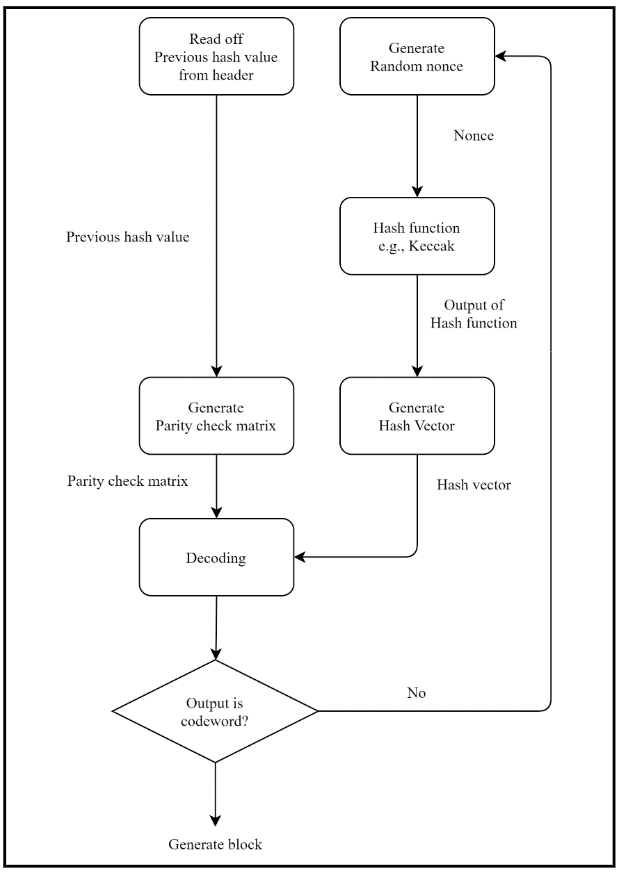 Read off
Previous hash value
from header
Generate
Random nonce
Nonce
Previous hash value
Hash function
e.g., Keccak
Output of
Hash function
Generate
Parity check matrix
Generate
Hash Vector
Parity check matrix
Hash vector
Decoding
Output is
codeword?
No
Generate block